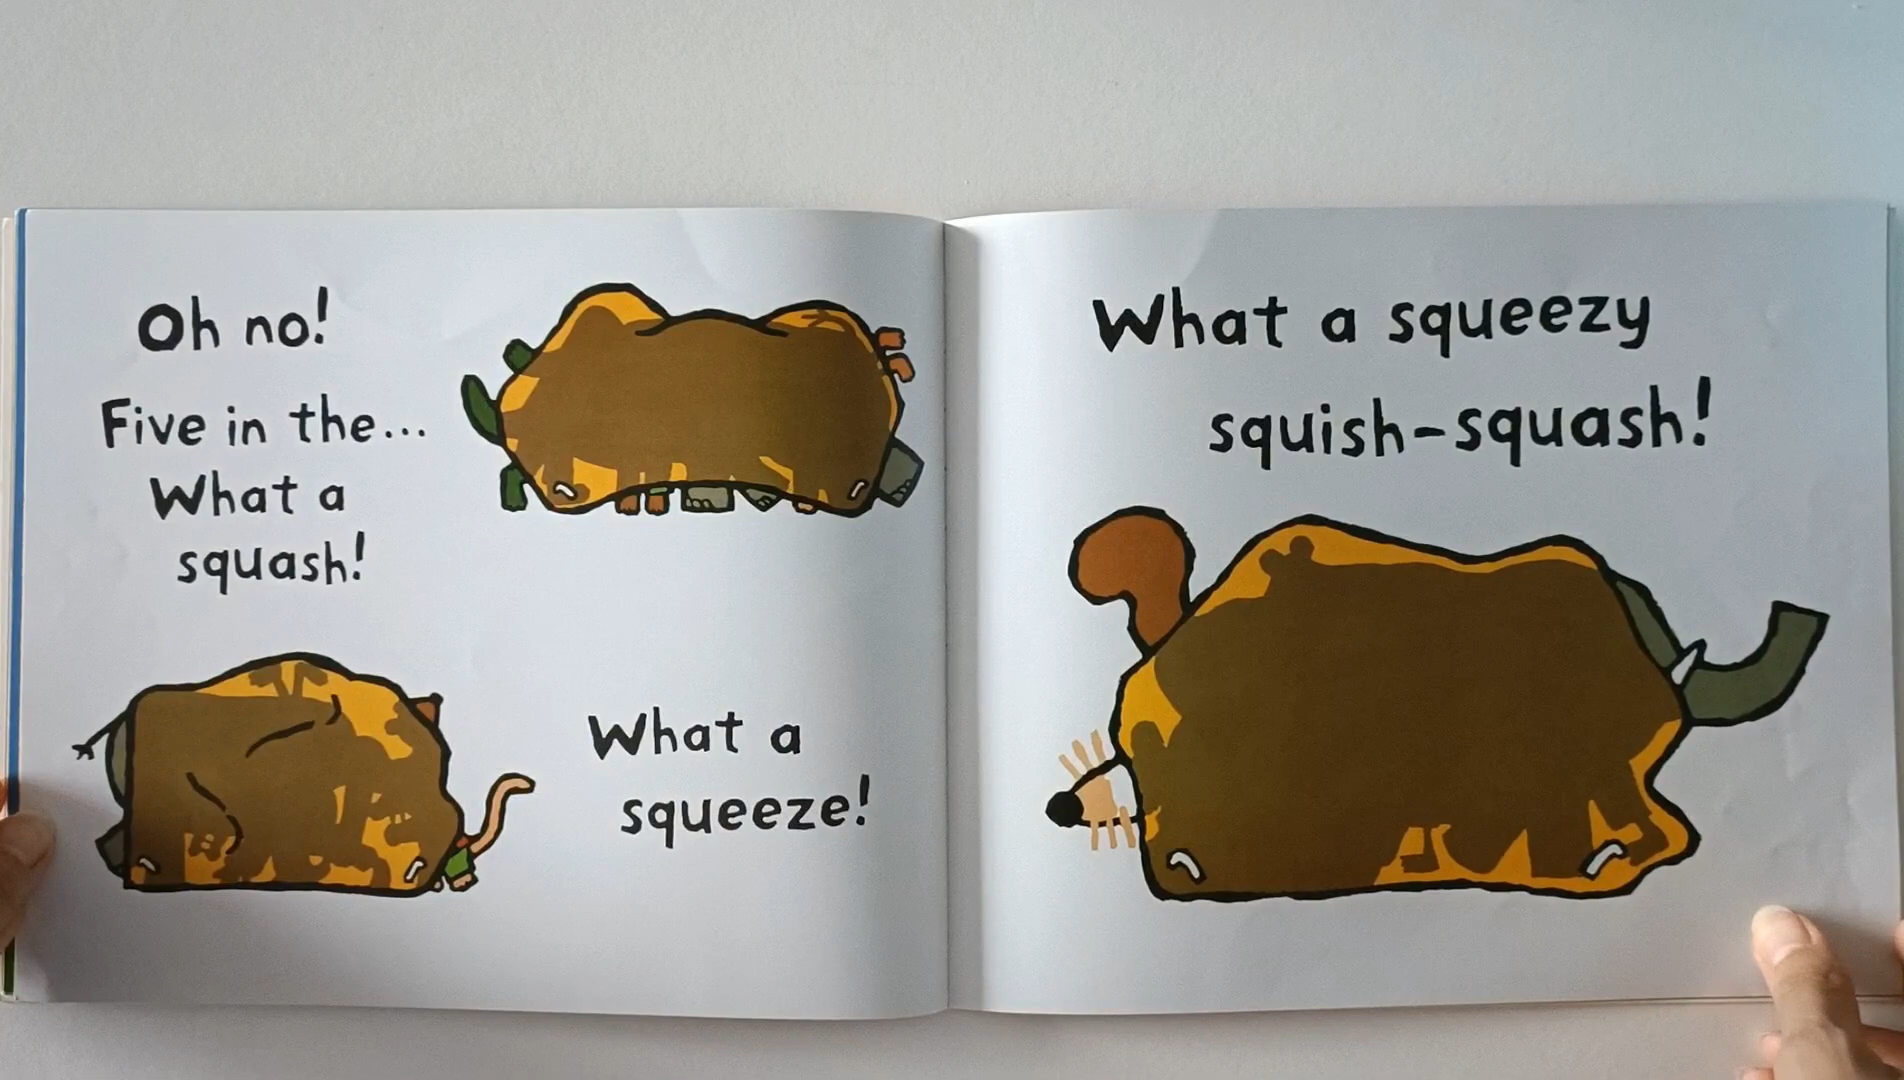 Oh no!
Five in the...
What a
squash!
What a
squeeze!
What a squeezy
squish-squash!